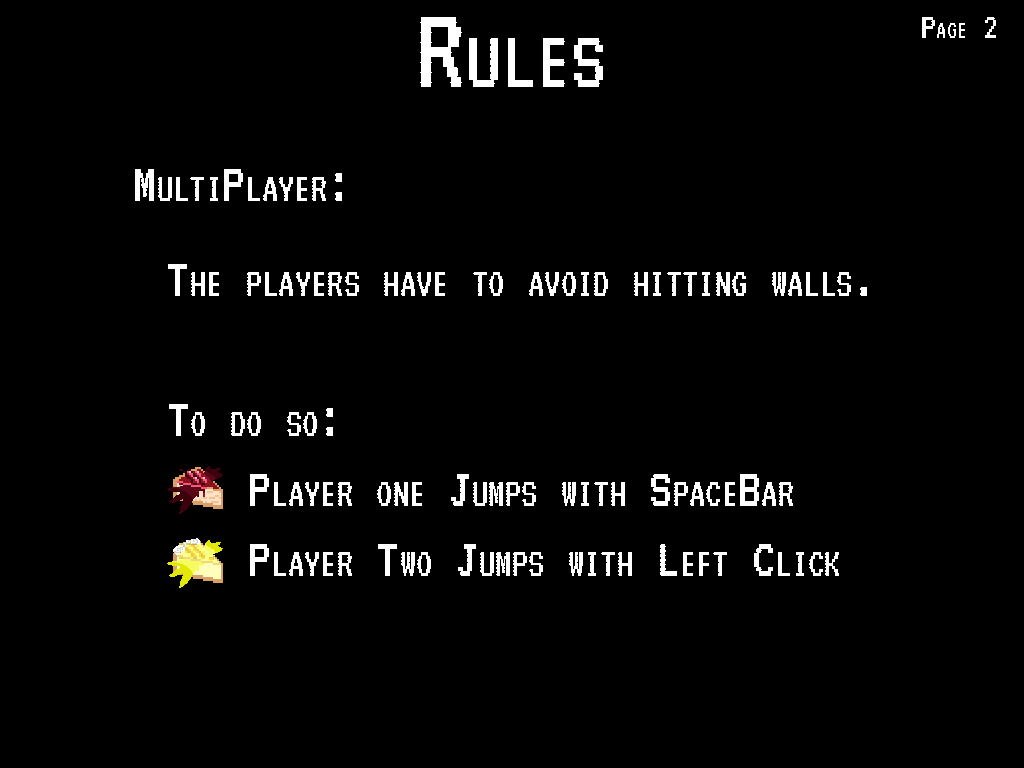 Rules
Page 2
MultiPlayer:
The players have to avoid hitting walls.
To do so:
Player one Jumps with SpaceBar
Player Two Jumps with Left Click